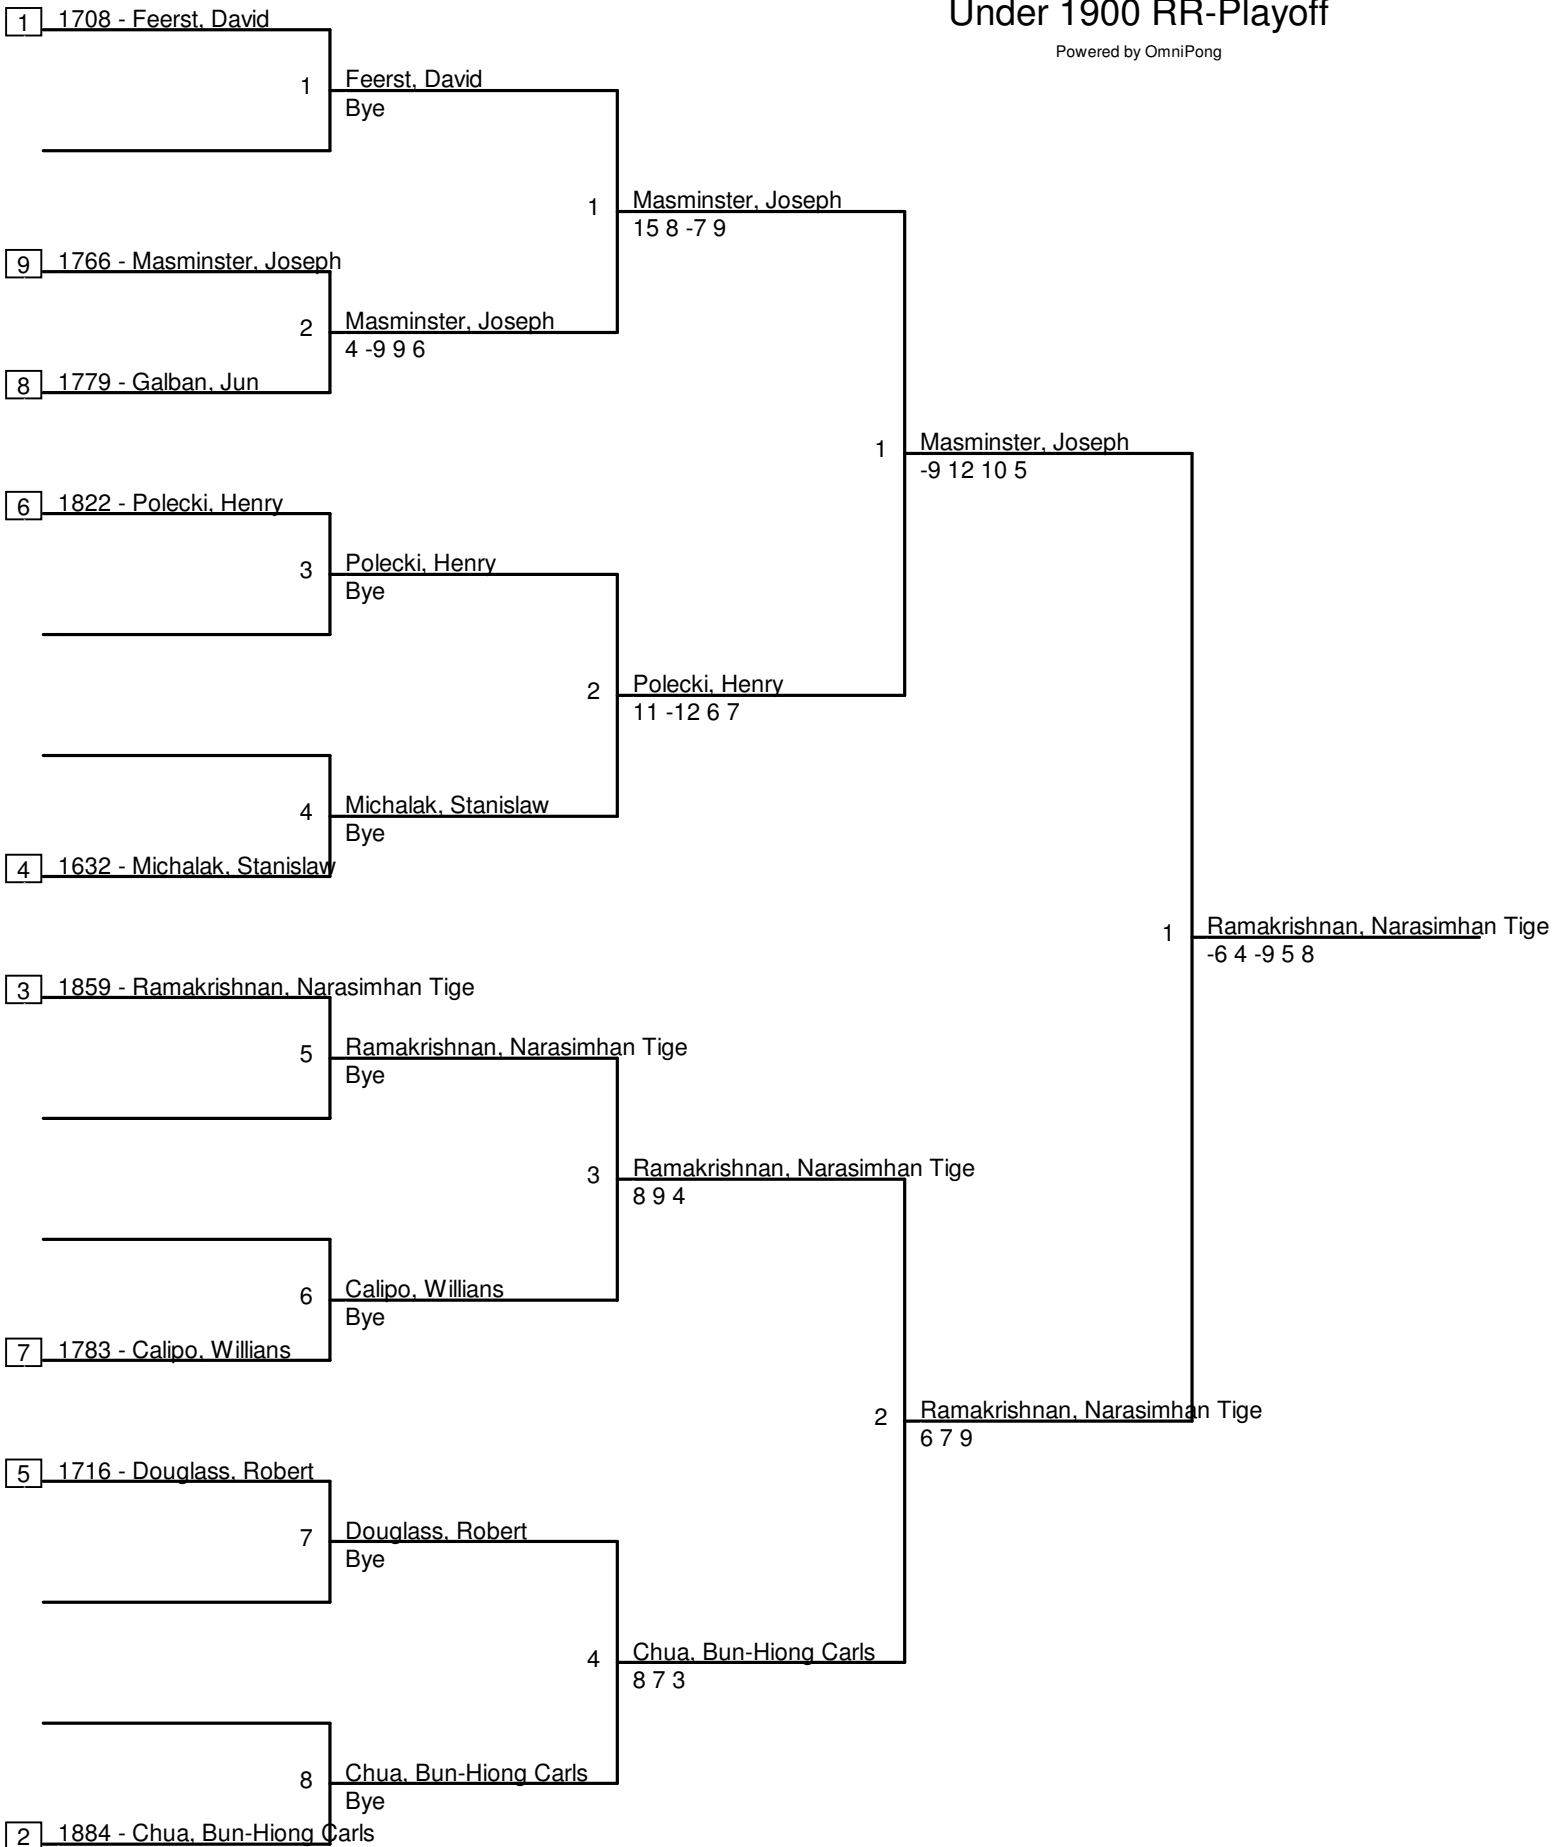 Under 1900 RR-Playoff
Powered by OmniPong
1 1708 - Feerst, David
1 Feerst, David
Bye
1 Masminster, Joseph
15 8 -7 9
9 1766 - Masminster, Joseph
2 Masminster, Joseph
4 -9 9 6
8 1779 - Galban, Jun
1 Masminster, Joseph
-9 12 10 5
6 1822 - Polecki, Henry
3 Polecki, Henry
Bye
2 Polecki, Henry
11 -12 6 7
4 Michalak, Stanislaw
Bye
4 1632 - Michalak, Stanislaw
1 Ramakrishnan, Narasimhan Tige
-6 4 -9 5 8
3 1859 - Ramakrishnan, Narasimhan Tige
5 Ramakrishnan, Narasimhan Tige
Bye
3 Ramakrishnan, Narasimhan Tige
8 9 4
6 Calipo, Willians
Bye
7 1783 - Calipo, Willians
2 Ramakrishnan, Narasimhan Tige
6 7 9
5 1716 - Douglass, Robert
7 Douglass, Robert
Bye
4 Chua, Bun-Hiong Carls
8 7 3
8 Chua, Bun-Hiong Carls
Bye
2 1884 - Chua, Bun-Hiong Carls